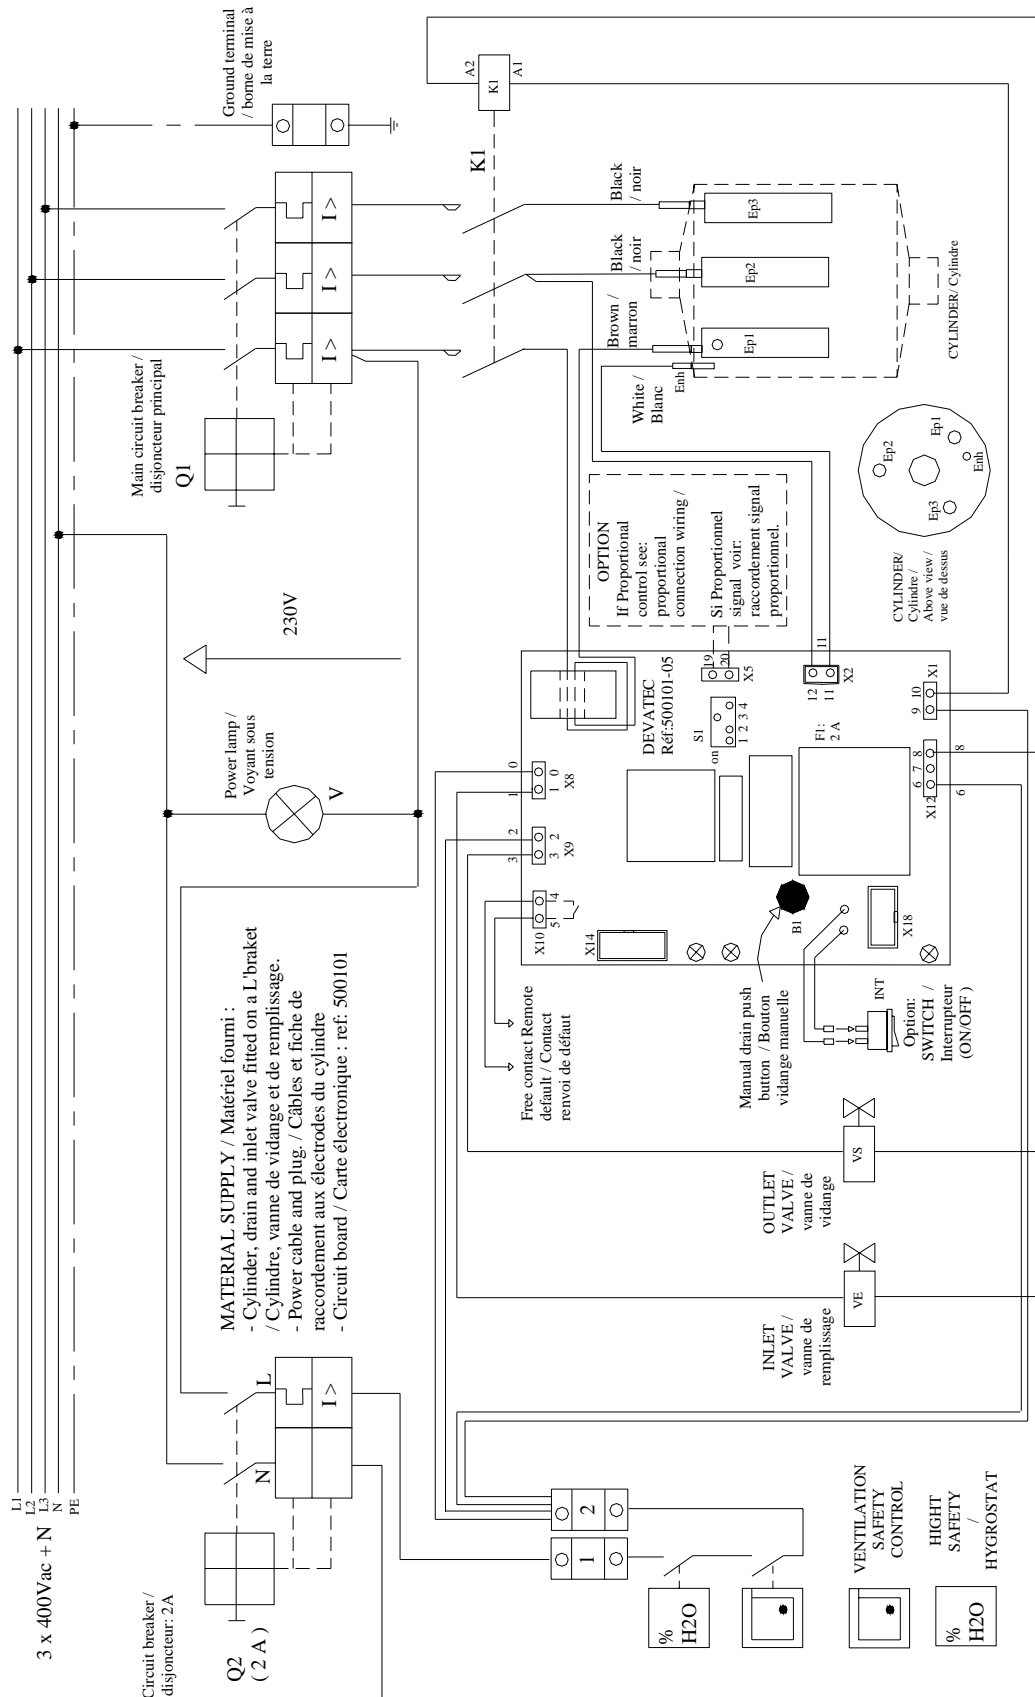 L1
L2
L3
N
PE
3 x 400Vac + N
Circuit breaker /
disjoncteur: 2A
Q2
( 2 A )
N
L
I >
Main circuit breaker /
disjoncteur principal
Q1
I >
I >
I >
Ground terminal
/ borne de mise à
la terre
Power lamp /
Voyant sous
tension
V
230V
K1
K1
A2
A1
MATERIAL SUPPLY / Matériel fourni :
- Cylinder, drain and inlet valve fitted on a L'braket
/ Cylindre, vanne de vidange et de remplissage.
- Power cable and plug. / Câbles et fiche de
raccordement aux électrodes du cylindre
- Circuit board / Carte électronique : ref: 500101
White /
Blanc
Enh
Brown /
marron
Black /
noir
Black /
noir
Ep1
Ep2
Ep3
CYLINDER/ Cylindre
Ep2
Ep1
Enh
Ep3
CYLINDER/
Cylindre /
Above view /
vue de dessus
OPTION
If Proportional
control see:
proportional
connection wiring /
Si Proportionnel
signal voir:
raccordement signal
proportionnel.
DEVATEC
Réf:500101-05
0
1
1 0
X8
2
3
3 2
X9
4
5
X10
X14
19
20
X5
S1
on
1 2 3 4
12
11
11
X2
F1:
2 A
X1
9 10
6 7 8
X12
8
6
B1
X18
Free contact Remote
default / Contact
renvoi de défaut
Manual drain push
button / Bouton
vidange manuelle
INT
Option:
SWITCH /
Interrupteur
(ON/OFF )
VS
OUTLET
VALVE /
vanne de
vidange
VE
INLET
VALVE /
vanne de
remplissage
1
2
%
H2O
VENTILATION
SAFETY
CONTROL
%
H2O
HIGHT
SAFETY
/
HYGROSTAT